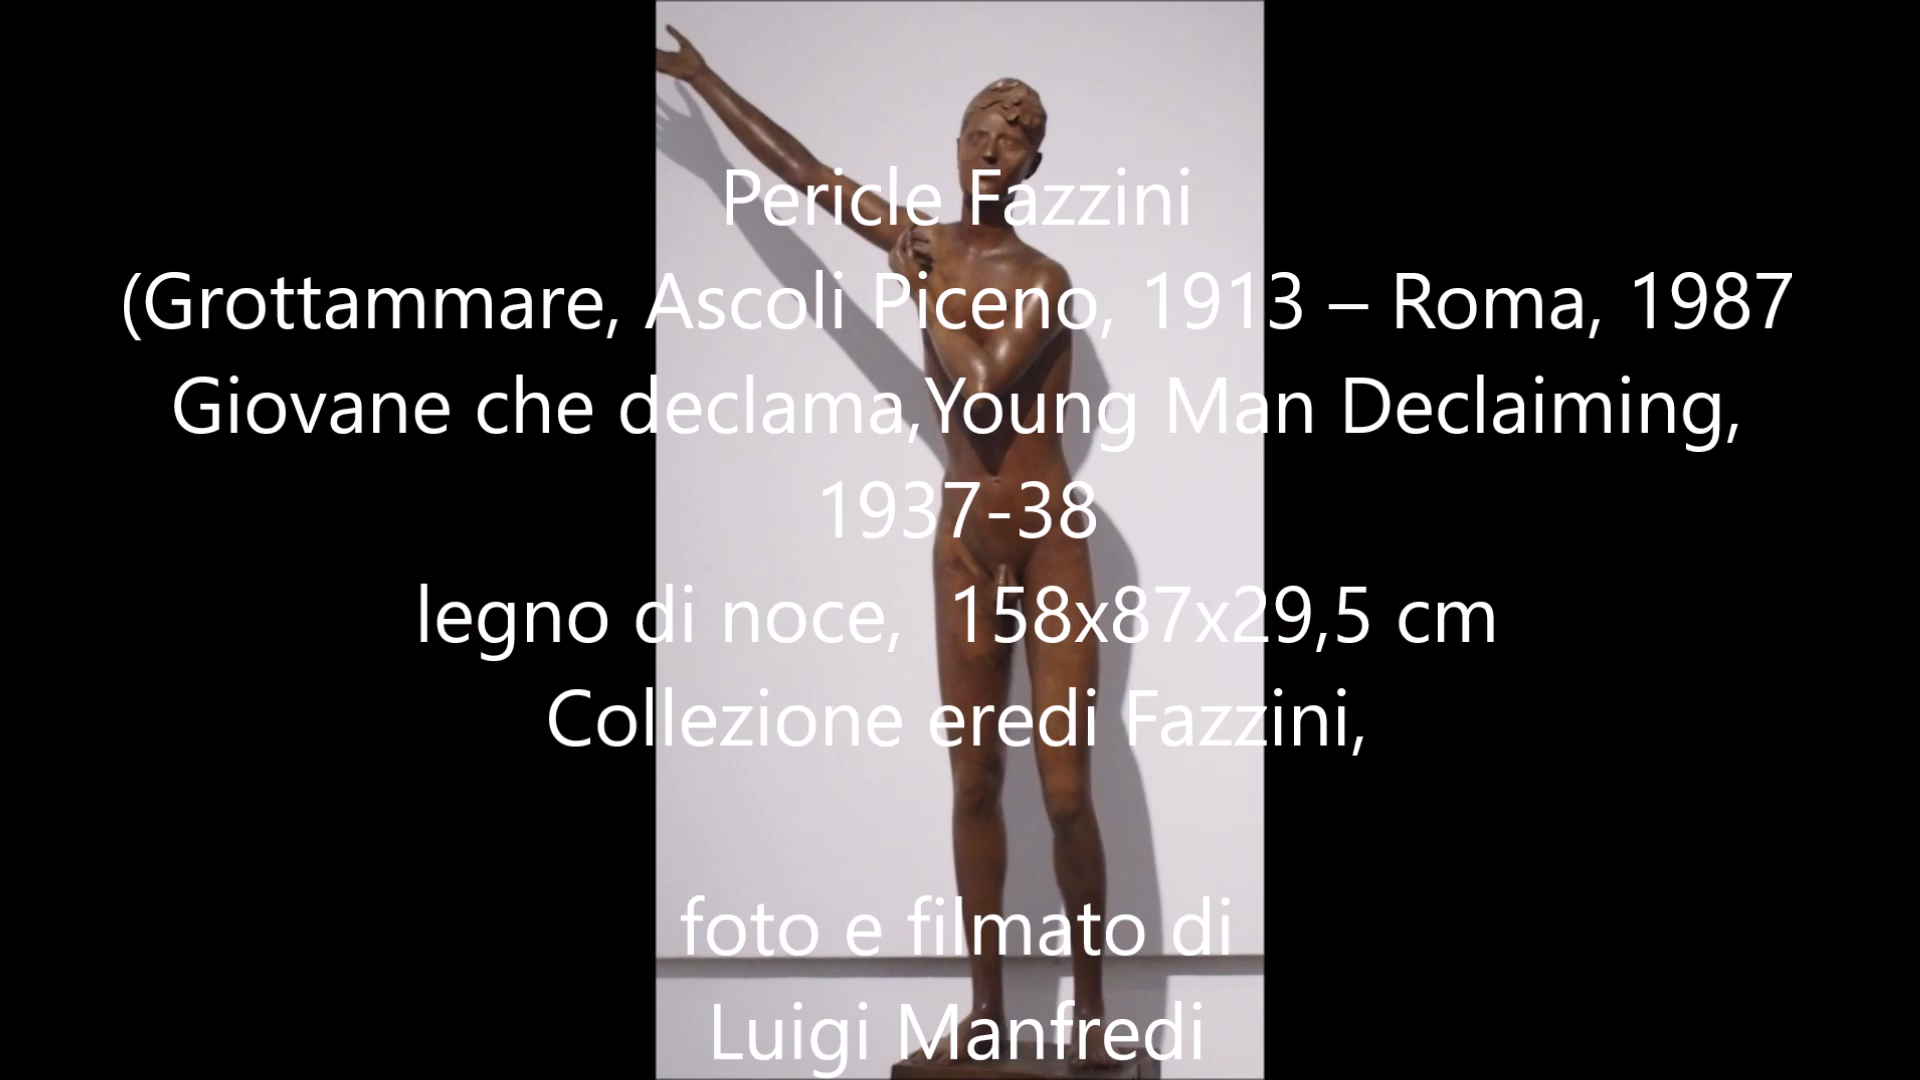 Pericle Fazzini
(Grottammare, Ascoli Piceno, 1913 – Roma, 1987
Giovane che declama,Young Man Declaiming,
1937-38
legno di noce,  158x87x29,5 cm
Collezione eredi Fazzini,
foto e filmato di
Luigi Manfredi